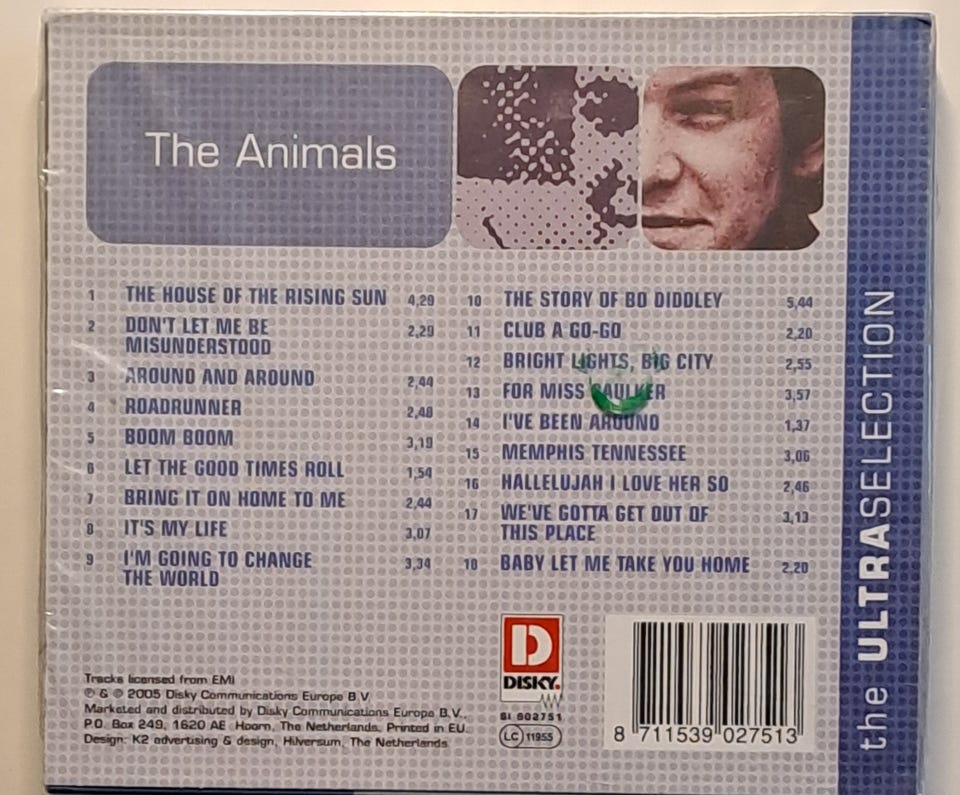 The Animals
1 THE HOUSE OF THE RISING SUN 4,29
2 DON'T LET ME BE 2,29
MISUNDERSTOOD
3 AROUND AND AROUND 2,44
4 ROADRUNNER 2,48
5 BOOM BOOM 3,19
6 LET THE GOOD TIMES ROLL 1,54
7 BRING IT ON HOME TO ME 2,44
8 IT'S MY LIFE 3,07
9 I'M GOING TO CHANGE 3,34
THE WORLD
10 THE STORY OF BO DIDDLEY 5,44
11 CLUB A GO-GO 2,20
12 BRIGHT LIGHTS, BIG CITY 2,55
13 FOR MISS CAULKER 3,57
14 I'VE BEEN AROUND 1,37
15 MEMPHIS TENNESSEE 3,06
16 HALLELUJAH I LOVE HER SO 2,46
17 WE'VE GOTTA GET OUT OF 3,13
THIS PLACE
18 BABY LET ME TAKE YOU HOME 2,20
Tracks licensed from EMI
℗ & © 2005 Disky Communications Europe B.V.
Marketed and distributed by Disky Communications Europe B.V.,
P.O. Box 249, 1620 AE Hoorn, The Netherlands. Printed in EU.
Design: K2 advertising & design, Hilversum, The Netherlands
D
DISKY.
SI 902751
LC 11955
8 711539 027513
the ULTRASELECTION